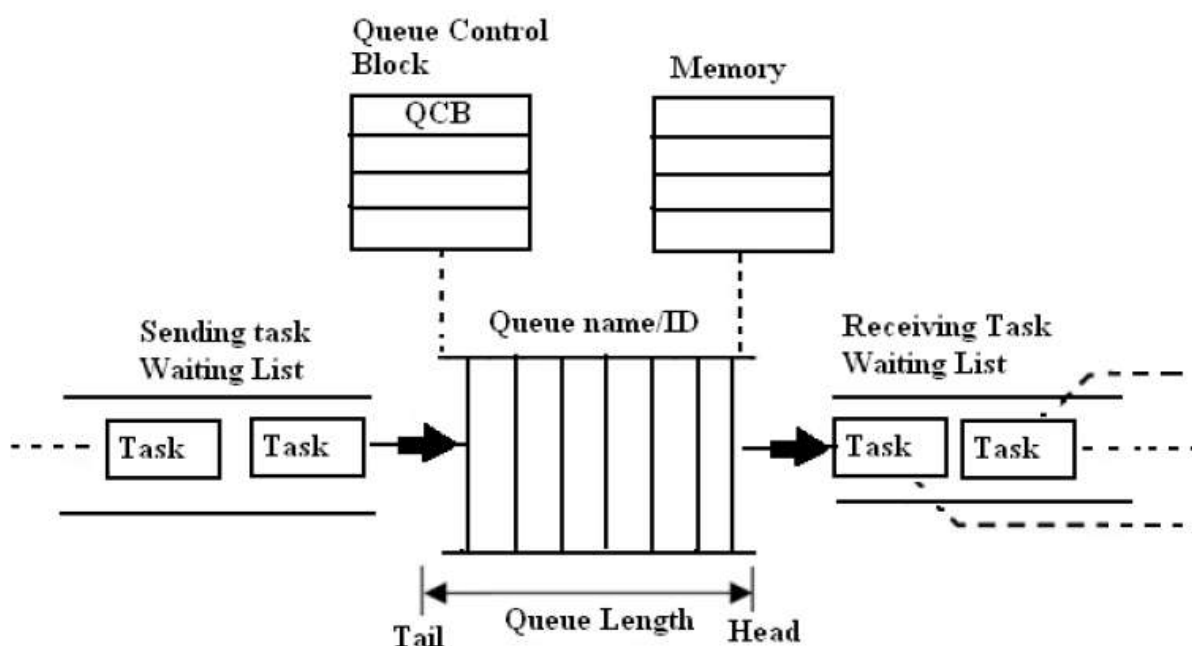 Queue Control
Block
QCB
Memory
Sending task
Waiting List
Queue name/ID
Receiving Task
Waiting List
Task
Task
Task
Task
Queue Length
Tail
Head